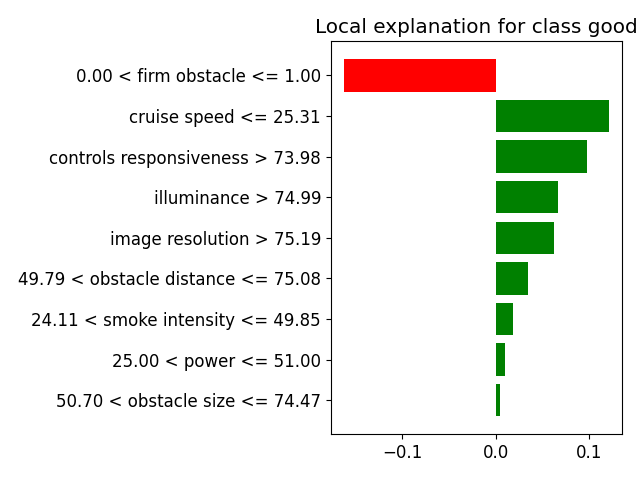 Local explanation for class good
0.00 < firm obstacle <= 1.00
cruise speed <= 25.31
controls responsiveness > 73.98
illuminance > 74.99
image resolution > 75.19
49.79 < obstacle distance <= 75.08
24.11 < smoke intensity <= 49.85
25.00 < power <= 51.00
50.70 < obstacle size <= 74.47
−0.1 0.0 0.1